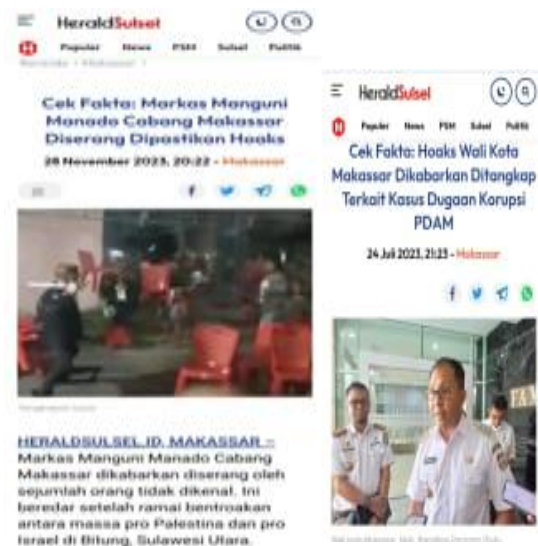 HeraldSulsel
Populer News PSM Sulsel Politik
Cek Fakta: Markas Manguni
Manado Cabang Makassar
Diserang Dipastikan Hoaks
28 November 2023, 20:22 - Makassar
HERALDSULSEL.ID, MAKASSAR –
Markas Manguni Manado Cabang
Makassar dikabarkan diserang oleh
sejumlah orang tidak dikenal. Ini
beredar setelah ramai bentroakan
antara massa pro Palestina dan pro
Israel di Bitung, Sulawesi Utara.
HeraldSulsel
Populer News PSM Sulsel Politik
Cek Fakta: Hoaks Wali Kota
Makassar Dikabarkan Ditangkap
Terkait Kasus Dugaan Korupsi
PDAM
24 Juli 2023, 21:23 - Makassar